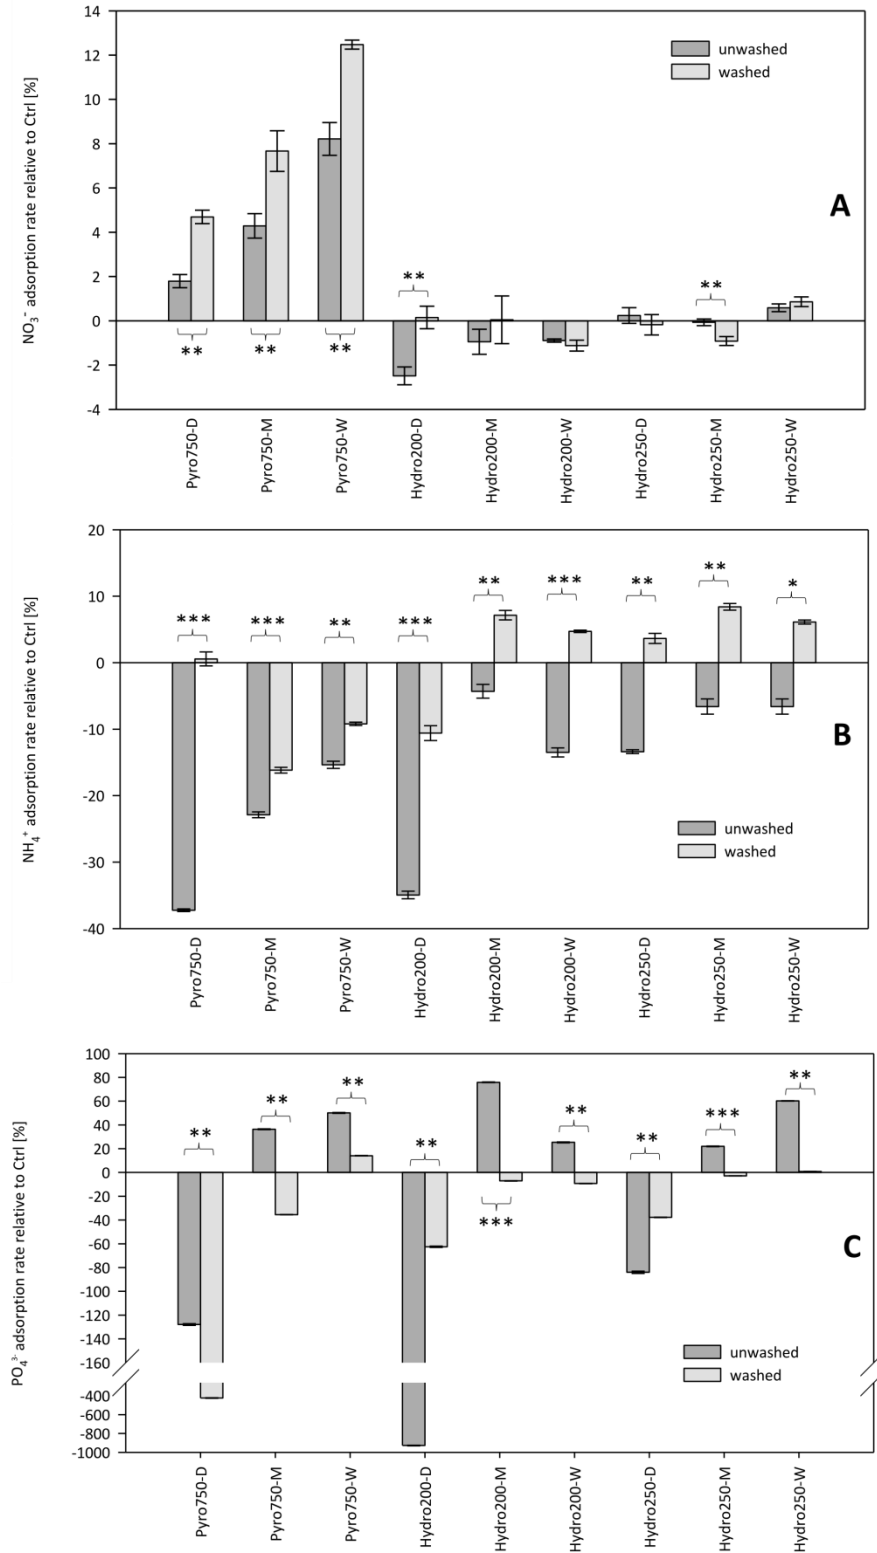 NO₃⁻ adsorption rate relative to Ctrl [%]
14
12
10
8
6
4
2
0
-2
-4
unwashed
washed
A
**
**
**
**
**
Pyro750-D
Pyro750-M
Pyro750-W
Hydro200-D
Hydro200-M
Hydro200-W
Hydro250-D
Hydro250-M
Hydro250-W
NH₄⁺ adsorption rate relative to Ctrl [%]
20
10
0
-10
-20
-30
-40
***
***
**
***
**
***
**
**
*
B
unwashed
washed
Pyro750-D
Pyro750-M
Pyro750-W
Hydro200-D
Hydro200-M
Hydro200-W
Hydro250-D
Hydro250-M
Hydro250-W
PO₄³⁻ adsorption rate relative to Ctrl [%]
100
80
60
40
20
0
-20
-40
-60
-80
-100
-120
-140
-160
-400
-600
-800
-1000
**
**
**
**
***
**
**
***
**
C
unwashed
washed
Pyro750-D
Pyro750-M
Pyro750-W
Hydro200-D
Hydro200-M
Hydro200-W
Hydro250-D
Hydro250-M
Hydro250-W